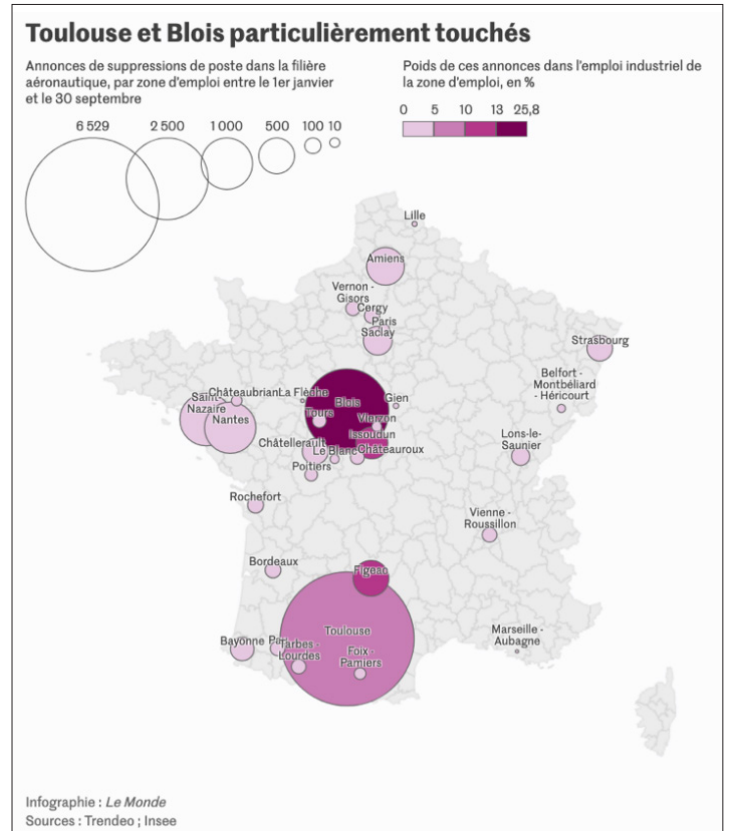 Toulouse et Blois particulièrement touchés
Annonces de suppressions de poste dans la filière
aéronautique, par zone d'emploi entre le 1er janvier
et le 30 septembre
Poids de ces annonces dans l'emploi industriel de
la zone d'emploi, en %
6 529 2 500 1 000 500 100 10
0 5 10 13 25,8
Lille
Amiens
Vernon -
Gisors
Cergy
Paris
Saclay
Strasbourg
Belfort -
Montbéliard
- Héricourt
Châteaubriant
La Flèche
Saint-
Nazaire
Nantes
Blois
Gien
Tours
Vierzon
Issoudun
Châtellerault
Le Blanc
Châteauroux
Poitiers
Lons-le-
Saunier
Rochefort
Vienne -
Roussillon
Bordeaux
Figeac
Toulouse
Bayonne
Pau
Tarbes -
Lourdes
Foix -
Pamiers
Marseille -
Aubagne
Infographie : Le Monde
Sources : Trendeo ; Insee